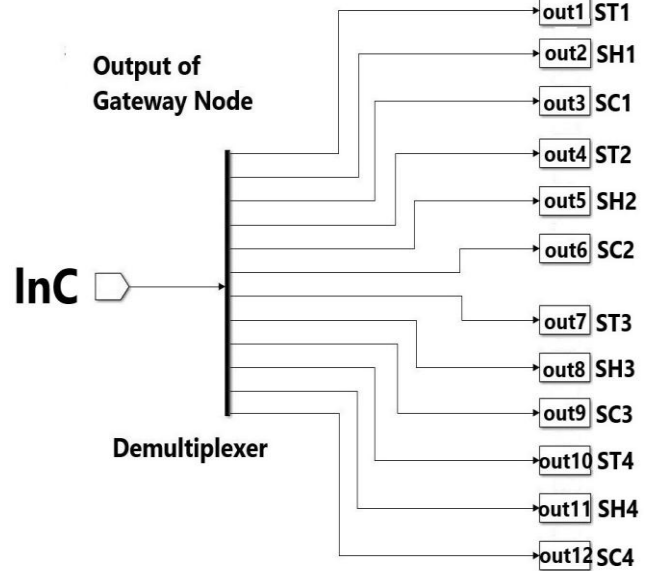 out1 ST1
Output of
Gateway Node
out2 SH1
out3 SC1
out4 ST2
out5 SH2
out6 SC2
InC
out7 ST3
out8 SH3
out9 SC3
Demultiplexer
out10 ST4
out11 SH4
out12 SC4